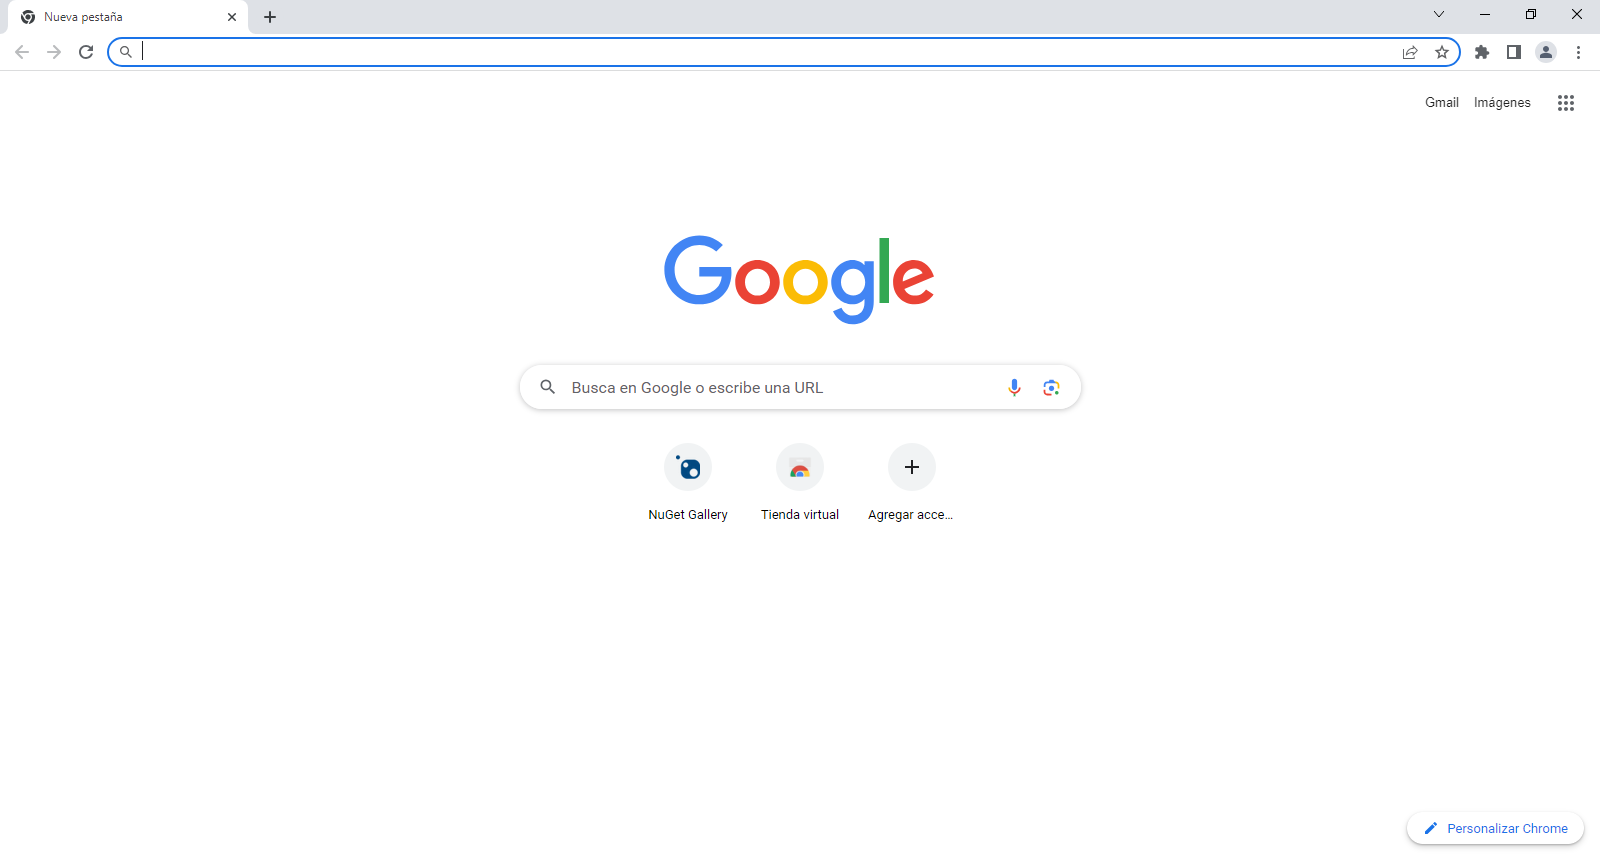 Nueva pestaña
Gmail Imágenes
Google
Busca en Google o escribe una URL
NuGet Gallery Tienda virtual Agregar acce...
Personalizar Chrome